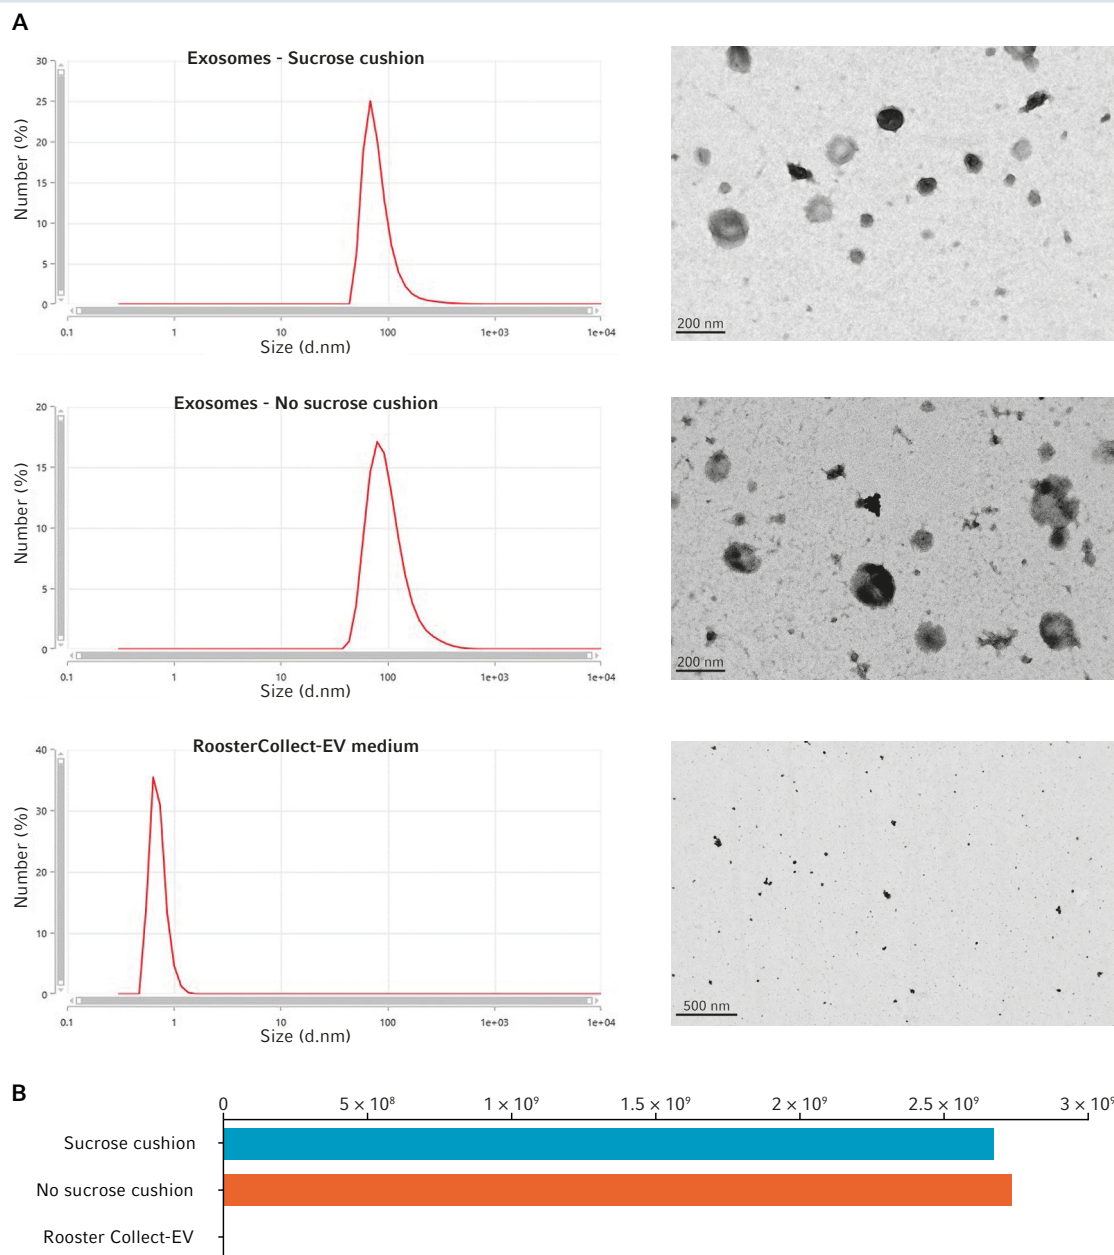 A
Exosomes - Sucrose cushion
Number (%)
30
25
20
15
10
5
0
0.1 1 10 100 1e+03 1e+04
Size (d.nm)
200 nm
Exosomes - No sucrose cushion
Number (%)
20
15
10
5
0
0.1 1 10 100 1e+03 1e+04
Size (d.nm)
200 nm
RoosterCollect-EV medium
Number (%)
40
30
20
10
0
0.1 1 10 100 1e+03 1e+04
Size (d.nm)
500 nm
B
0 5 × 10⁸ 1 × 10⁹ 1.5 × 10⁹ 2 × 10⁹ 2.5 × 10⁹ 3 × 10⁹
Sucrose cushion
No sucrose cushion
Rooster Collect-EV